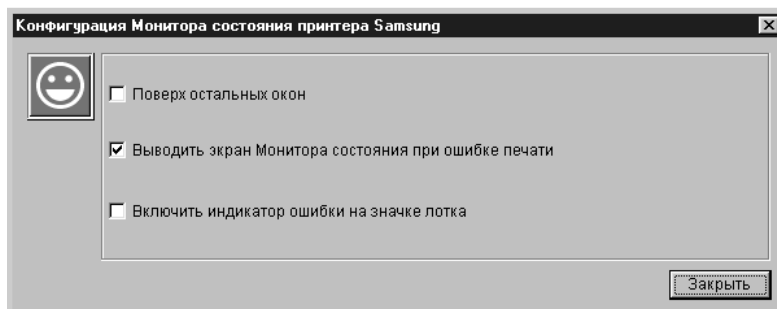 Конфигурация Монитора состояния принтера Samsung
Поверх остальных окон
Выводить экран Монитора состояния при ошибке печати
Включить индикатор ошибки на значке лотка
Закрыть